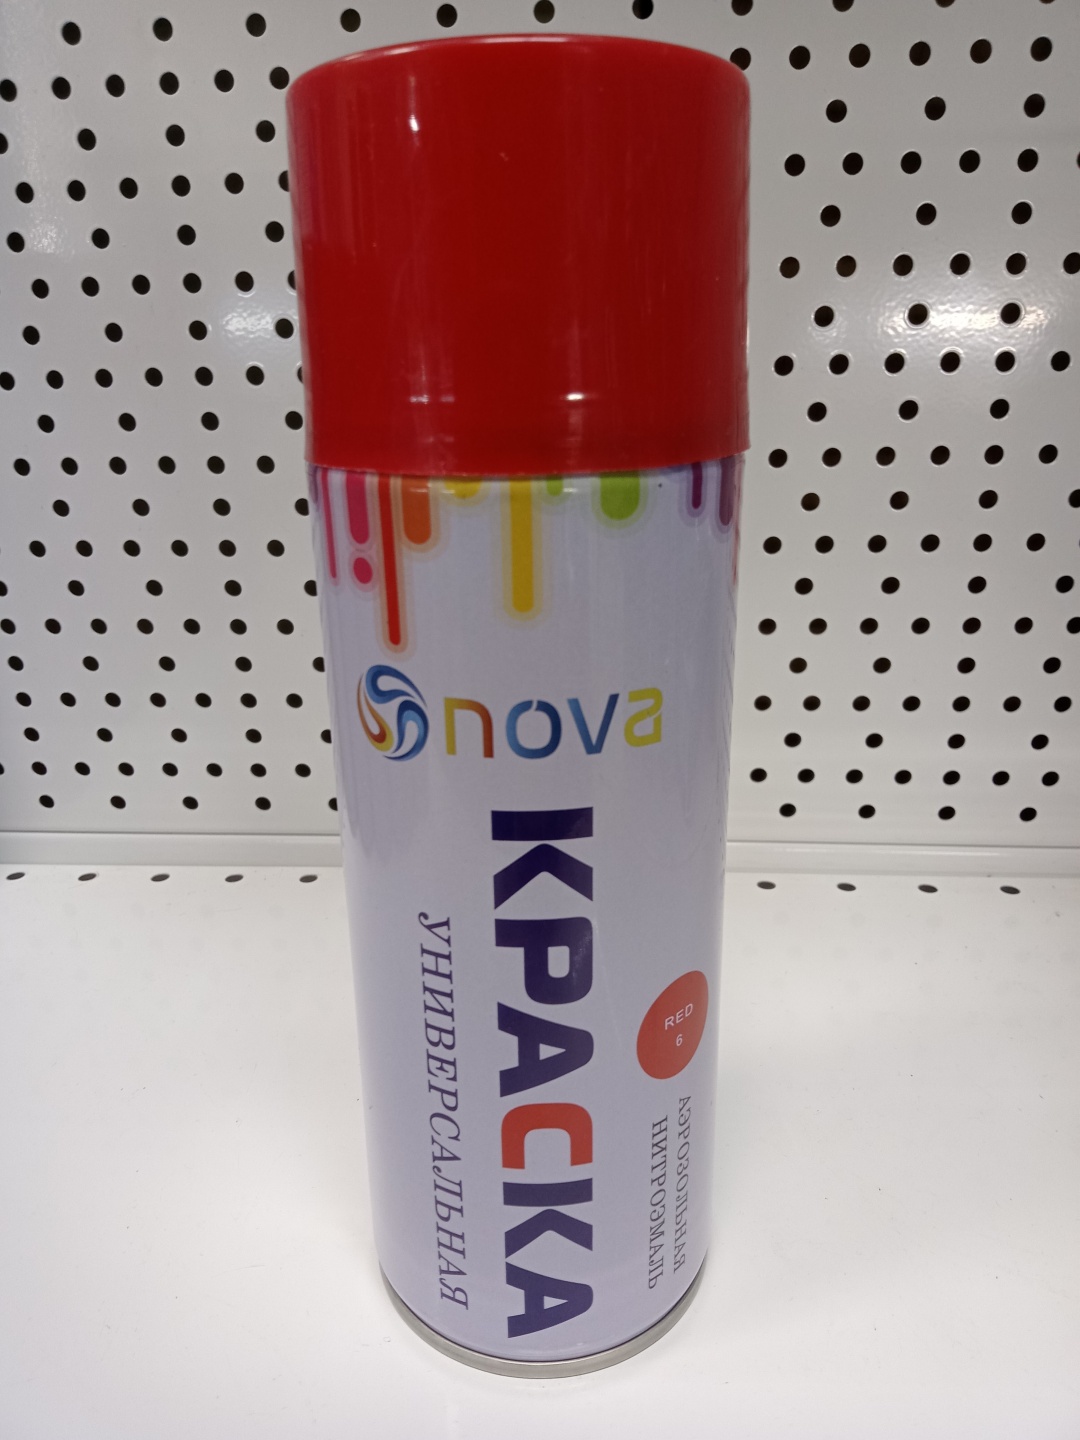 nova
КРАСКА
УНИВЕРСАЛЬНАЯ
RED
6
АЭРОЗОЛЬНАЯ
НИТРОЭМАЛЬ